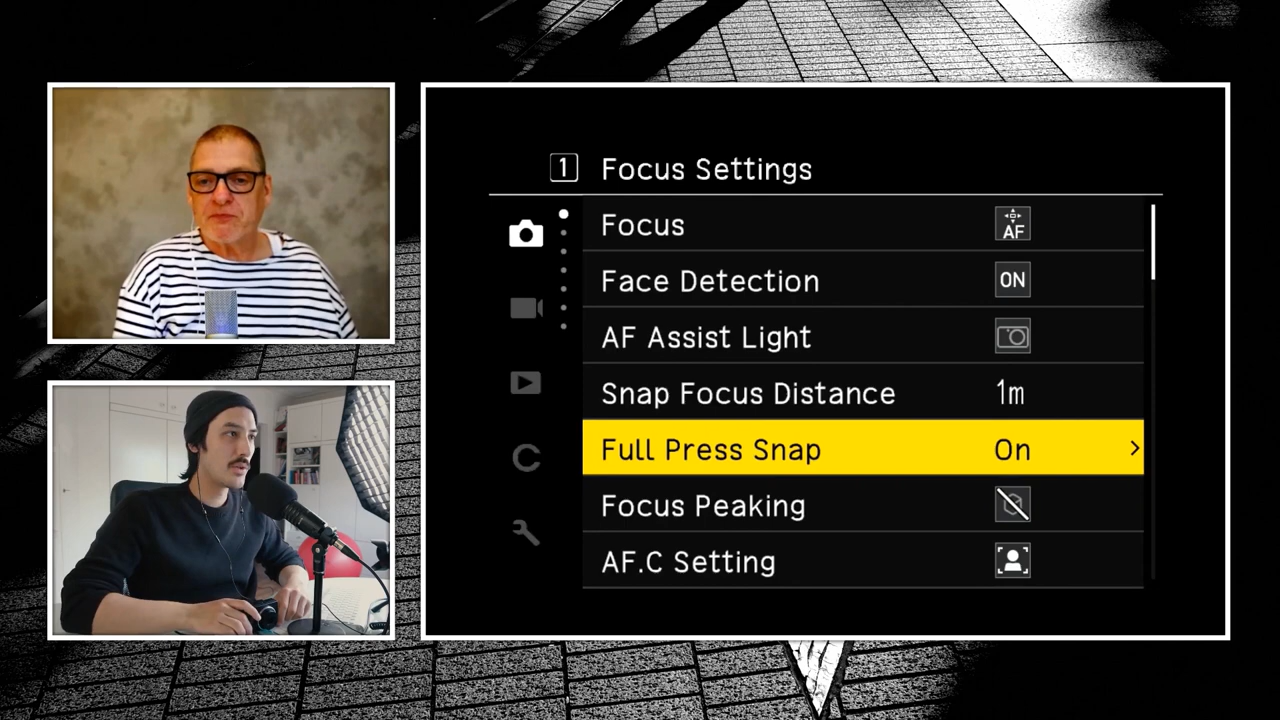 1 Focus Settings
Focus AF
Face Detection ON
AF Assist Light
Snap Focus Distance 1m
Full Press Snap On >
Focus Peaking
AF.C Setting
C